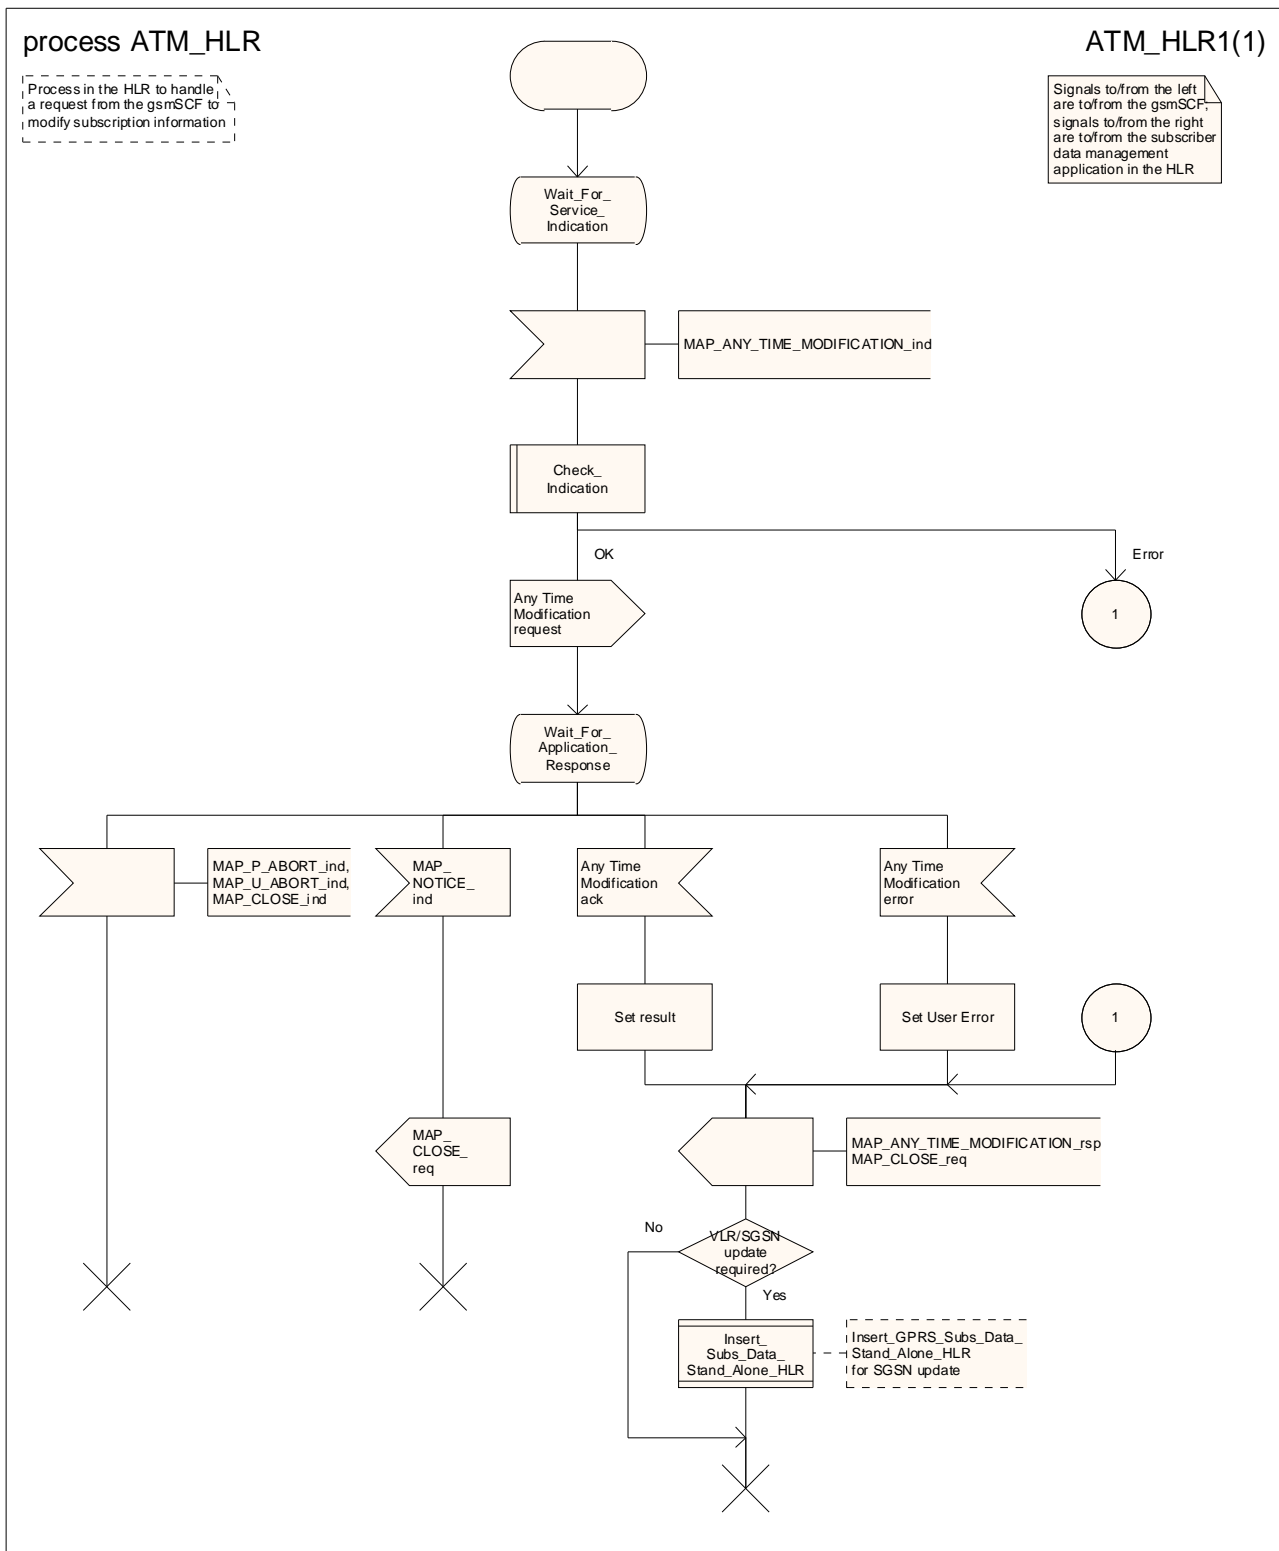 process ATM_HLR
ATM_HLR1(1)
Process in the HLR to handle
a request from the gsmSCF to
modify subscription information
Signals to/from the left
are to/from the gsmSCF;
signals to/from the right
are to/from the subscriber
data management
application in the HLR
Wait_For_
Service_
Indication
MAP_ANY_TIME_MODIFICATION_ind
Check_
Indication
OK
Error
Any Time
Modification
request
1
Wait_For_
Application_
Response
MAP_P_ABORT_ind,
MAP_U_ABORT_ind,
MAP_CLOSE_ind
MAP_
NOTICE_
ind
Any Time
Modification
ack
Any Time
Modification
error
Set result
Set User Error
1
MAP_
CLOSE_
req
MAP_ANY_TIME_MODIFICATION_rsp
MAP_CLOSE_req
No
VLR/SGSN
update
required?
Yes
Insert_
Subs_Data_
Stand_Alone_HLR
Insert_GPRS_Subs_Data_
Stand_Alone_HLR
for SGSN update